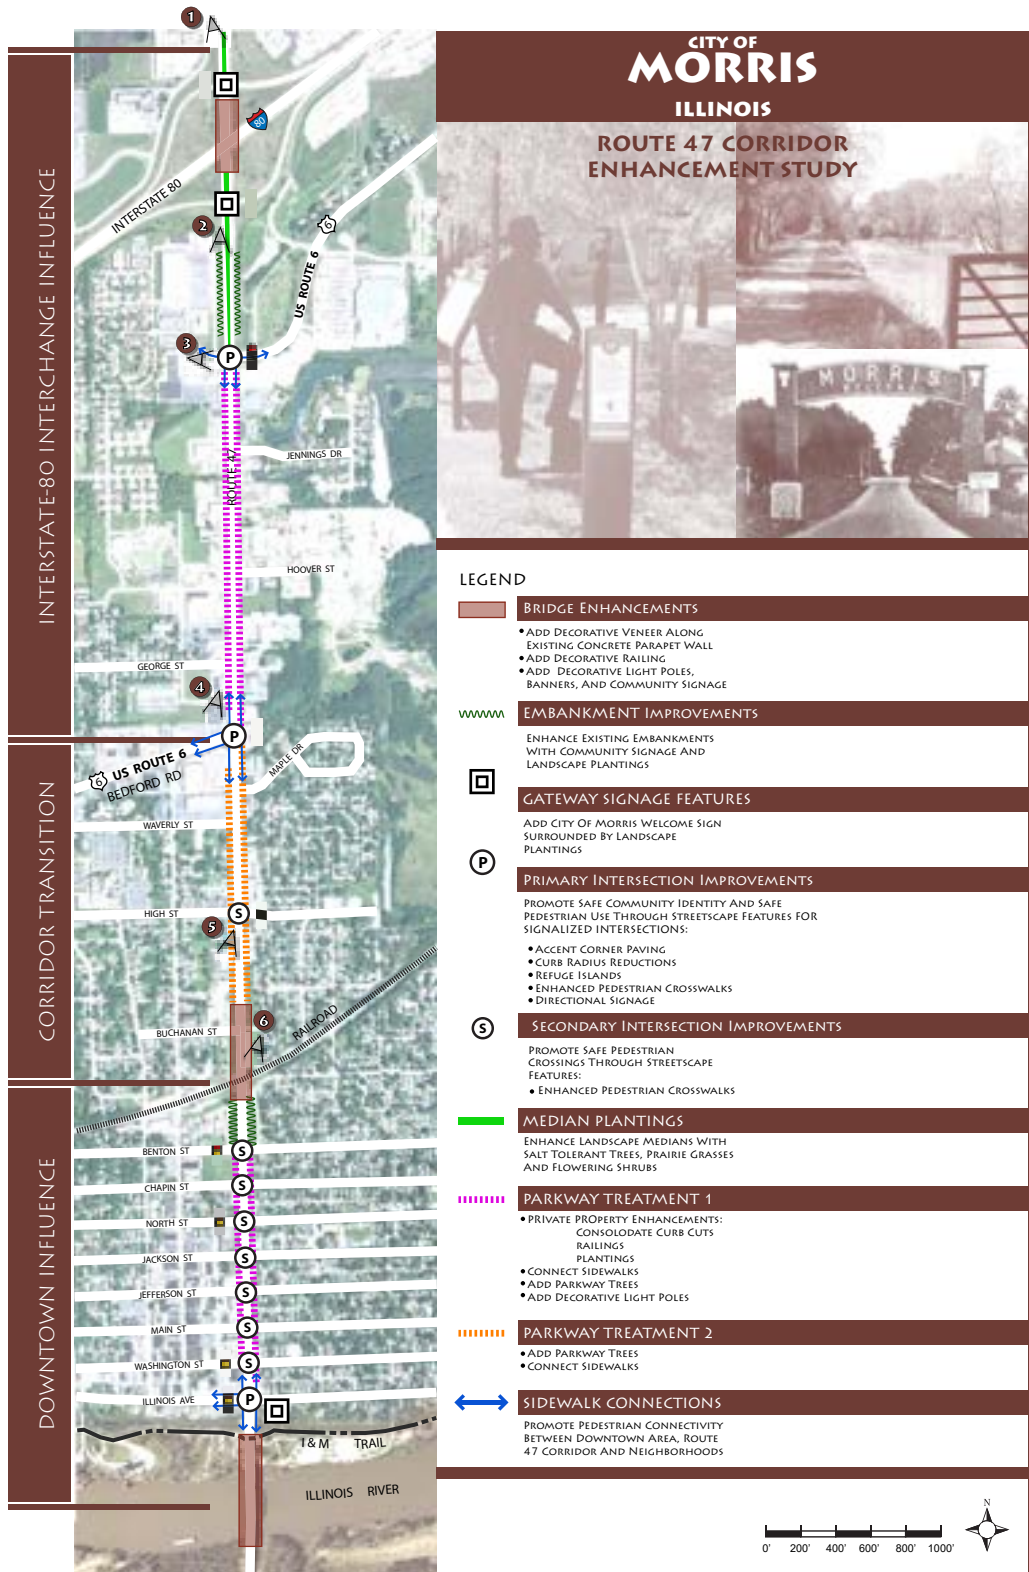 CITY OF
MORRIS
ILLINOIS
ROUTE 47 CORRIDOR
ENHANCEMENT STUDY
MORRIS
INTERSTATE-80 INTERCHANGE INFLUENCE
CORRIDOR TRANSITION
DOWNTOWN INFLUENCE
1
80
INTERSTATE 80
2
6
US ROUTE 6
3
P
JENNINGS DR
ROUTE 47
HOOVER ST
GEORGE ST
4
P
6 US ROUTE 6
BEDFORD RD
MAPLE DR
WAVERLY ST
HIGH ST
S
5
6
BUCHANAN ST
RAILROAD
BENTON ST
S
CHAPIN ST
S
NORTH ST
S
JACKSON ST
S
JEFFERSON ST
S
MAIN ST
S
WASHINGTON ST
S
ILLINOIS AVE
P
I & M TRAIL
ILLINOIS RIVER
LEGEND
BRIDGE ENHANCEMENTS
• ADD DECORATIVE VENEER ALONG
EXISTING CONCRETE PARAPET WALL
• ADD DECORATIVE RAILING
• ADD DECORATIVE LIGHT POLES,
BANNERS, AND COMMUNITY SIGNAGE
EMBANKMENT IMPROVEMENTS
ENHANCE EXISTING EMBANKMENTS
WITH COMMUNITY SIGNAGE AND
LANDSCAPE PLANTINGS
GATEWAY SIGNAGE FEATURES
ADD CITY OF MORRIS WELCOME SIGN
SURROUNDED BY LANDSCAPE
PLANTINGS
P
PRIMARY INTERSECTION IMPROVEMENTS
PROMOTE SAFE COMMUNITY IDENTITY AND SAFE
PEDESTRIAN USE THROUGH STREETSCAPE FEATURES FOR
SIGNALIZED INTERSECTIONS:
• ACCENT CORNER PAVING
• CURB RADIUS REDUCTIONS
• REFUGE ISLANDS
• ENHANCED PEDESTRIAN CROSSWALKS
• DIRECTIONAL SIGNAGE
S
SECONDARY INTERSECTION IMPROVEMENTS
PROMOTE SAFE PEDESTRIAN
CROSSINGS THROUGH STREETSCAPE
FEATURES:
• ENHANCED PEDESTRIAN CROSSWALKS
MEDIAN PLANTINGS
ENHANCE LANDSCAPE MEDIANS WITH
SALT TOLERANT TREES, PRAIRIE GRASSES
AND FLOWERING SHRUBS
PARKWAY TREATMENT 1
• PRIVATE PROPERTY ENHANCEMENTS:
CONSOLODATE CURB CUTS
RAILINGS
PLANTINGS
• CONNECT SIDEWALKS
• ADD PARKWAY TREES
• ADD DECORATIVE LIGHT POLES
PARKWAY TREATMENT 2
• ADD PARKWAY TREES
• CONNECT SIDEWALKS
SIDEWALK CONNECTIONS
PROMOTE PEDESTRIAN CONNECTIVITY
BETWEEN DOWNTOWN AREA, ROUTE
47 CORRIDOR AND NEIGHBORHOODS
N
0' 200' 400' 600' 800' 1000'